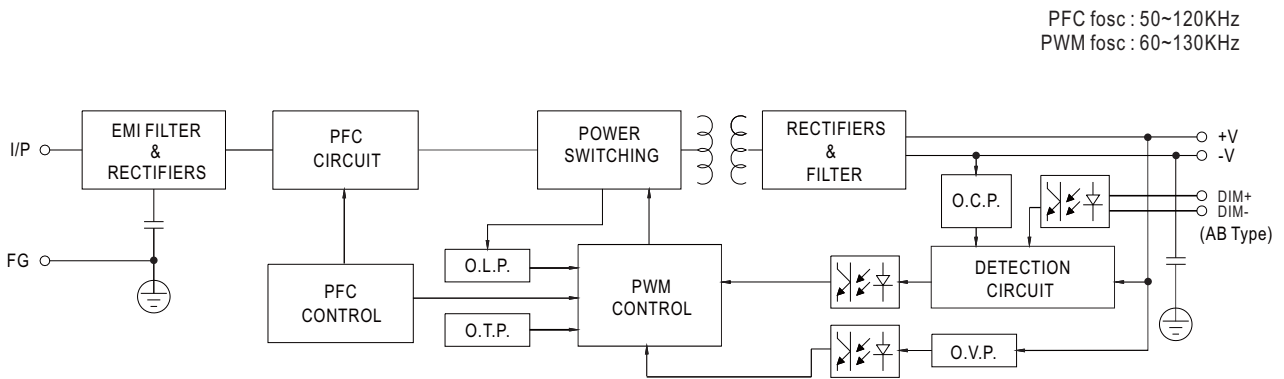 PFC fosc : 50~120KHz
PWM fosc : 60~130KHz
I/P
EMI FILTER
&
RECTIFIERS
PFC
CIRCUIT
POWER
SWITCHING
RECTIFIERS
&
FILTER
+V
-V
O.C.P.
DIM+
DIM-
(AB Type)
FG
O.L.P.
PFC
CONTROL
PWM
CONTROL
DETECTION
CIRCUIT
O.T.P.
O.V.P.